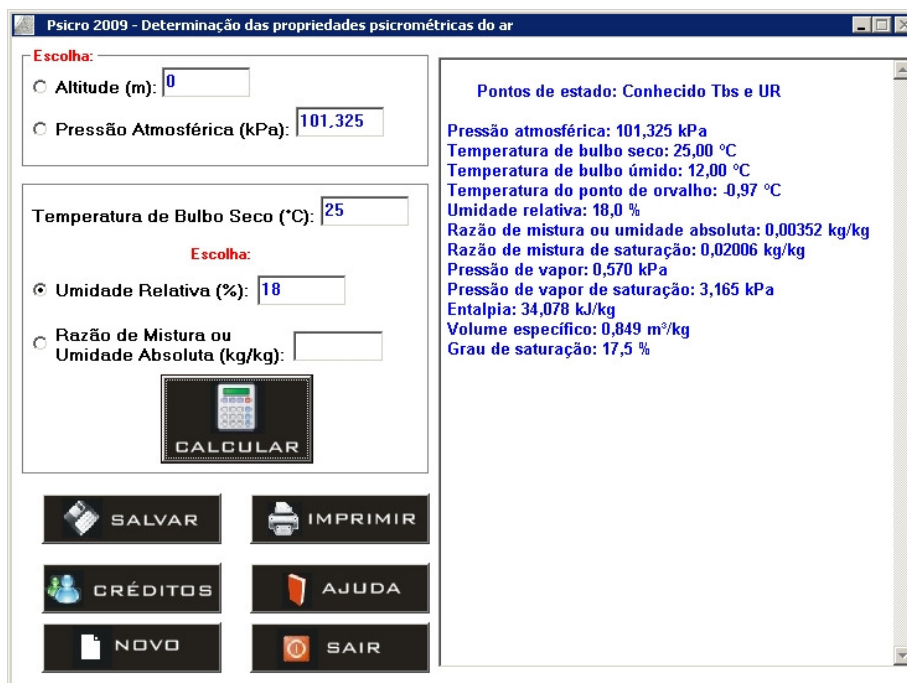 Psicro 2009 - Determinação das propriedades psicrométricas do ar
Escolha:
Altitude (m): 0
Pressão Atmosférica (kPa): 101,325
Temperatura de Bulbo Seco (°C): 25
Escolha:
Umidade Relativa (%): 18
Razão de Mistura ou
Umidade Absoluta (kg/kg):
CALCULAR
SALVAR
IMPRIMIR
CRÉDITOS
AJUDA
NOVO
SAIR
Pontos de estado: Conhecido Tbs e UR
Pressão atmosférica: 101,325 kPa
Temperatura de bulbo seco: 25,00 ºC
Temperatura de bulbo úmido: 12,00 ºC
Temperatura do ponto de orvalho: -0,97 ºC
Umidade relativa: 18,0 %
Razão de mistura ou umidade absoluta: 0,00352 kg/kg
Razão de mistura de saturação: 0,02006 kg/kg
Pressão de vapor: 0,570 kPa
Pressão de vapor de saturação: 3,165 kPa
Entalpia: 34,078 kJ/kg
Volume específico: 0,849 m³/kg
Grau de saturação: 17,5 %